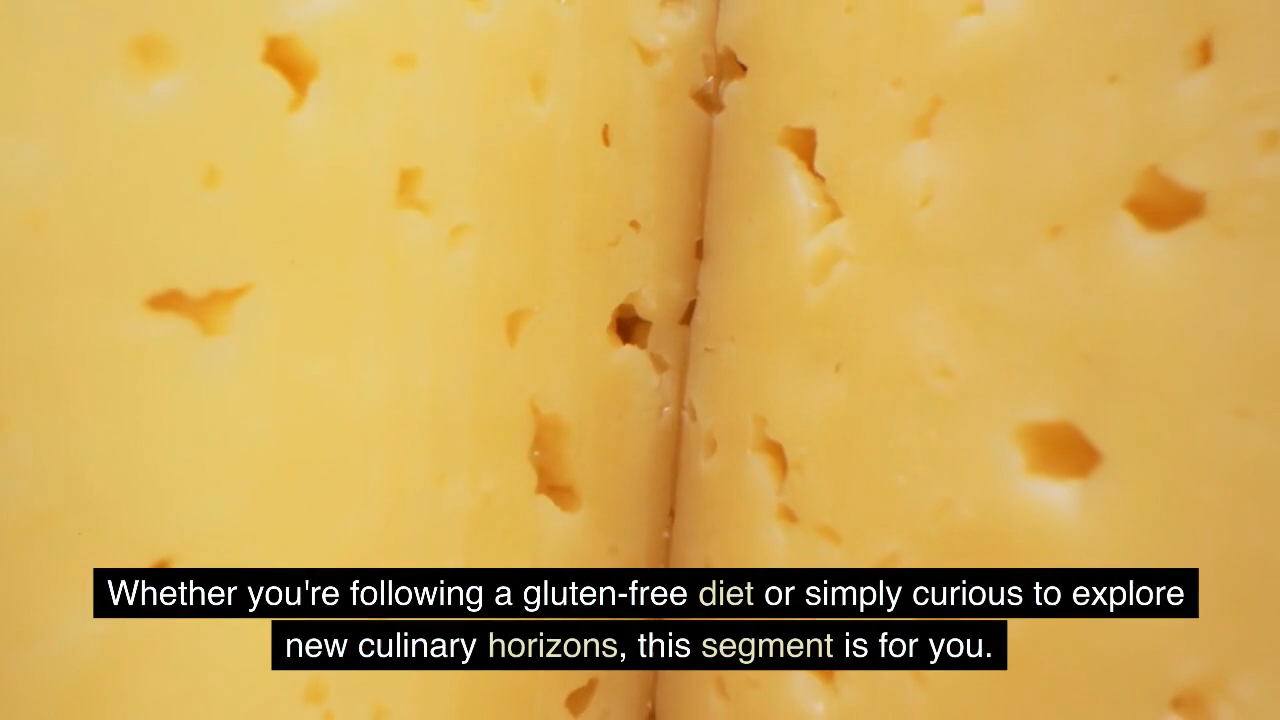 Whether you're following a gluten-free diet or simply curious to explore
new culinary horizons, this segment is for you.